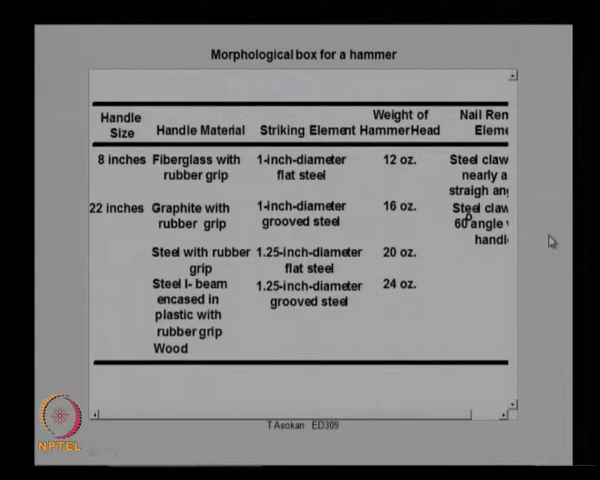 Morphological box for a hammer
Handle Size Handle Material Striking Element Weight of HammerHead Nail Ren Eleme
8 inches Fiberglass with rubber grip 1-inch-diameter flat steel 12 oz. Steel claw nearly a straigh an
22 inches Graphite with rubber grip 1-inch-diameter grooved steel 16 oz. Steel claw 60° angle handl
Steel with rubber grip 1.25-inch-diameter flat steel 20 oz.
Steel I- beam encased in plastic with rubber grip 1.25-inch-diameter grooved steel 24 oz.
Wood
T Asokan ED309
NPTEL